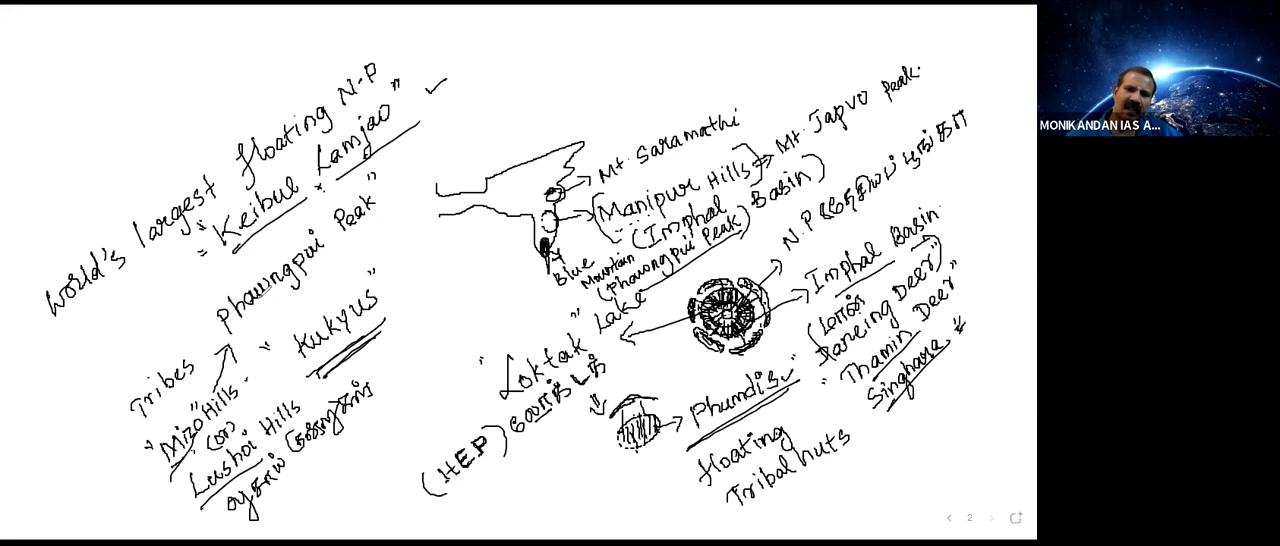 World's largest floating N.P
"Keibul Lamjao"
Mt. Saramathi
(Manipur Hills) → Mt. Japvo Peak.
(Imphal Basin)
Blue Mountain
(Phawngpui Peak)
Phawngpui Peak"
Tribes
"Kukyus"
"Mizo Hills"
(or)
Lushai Hills
"Loktak" Lake
லோக்டாக்
(HEP)
N.P
Imphal Basin
Dancing Deer)
"Thamin Deer"
Singhara
Phumdis
floating
Tribal huts
MONIKANDAN IAS A...
2